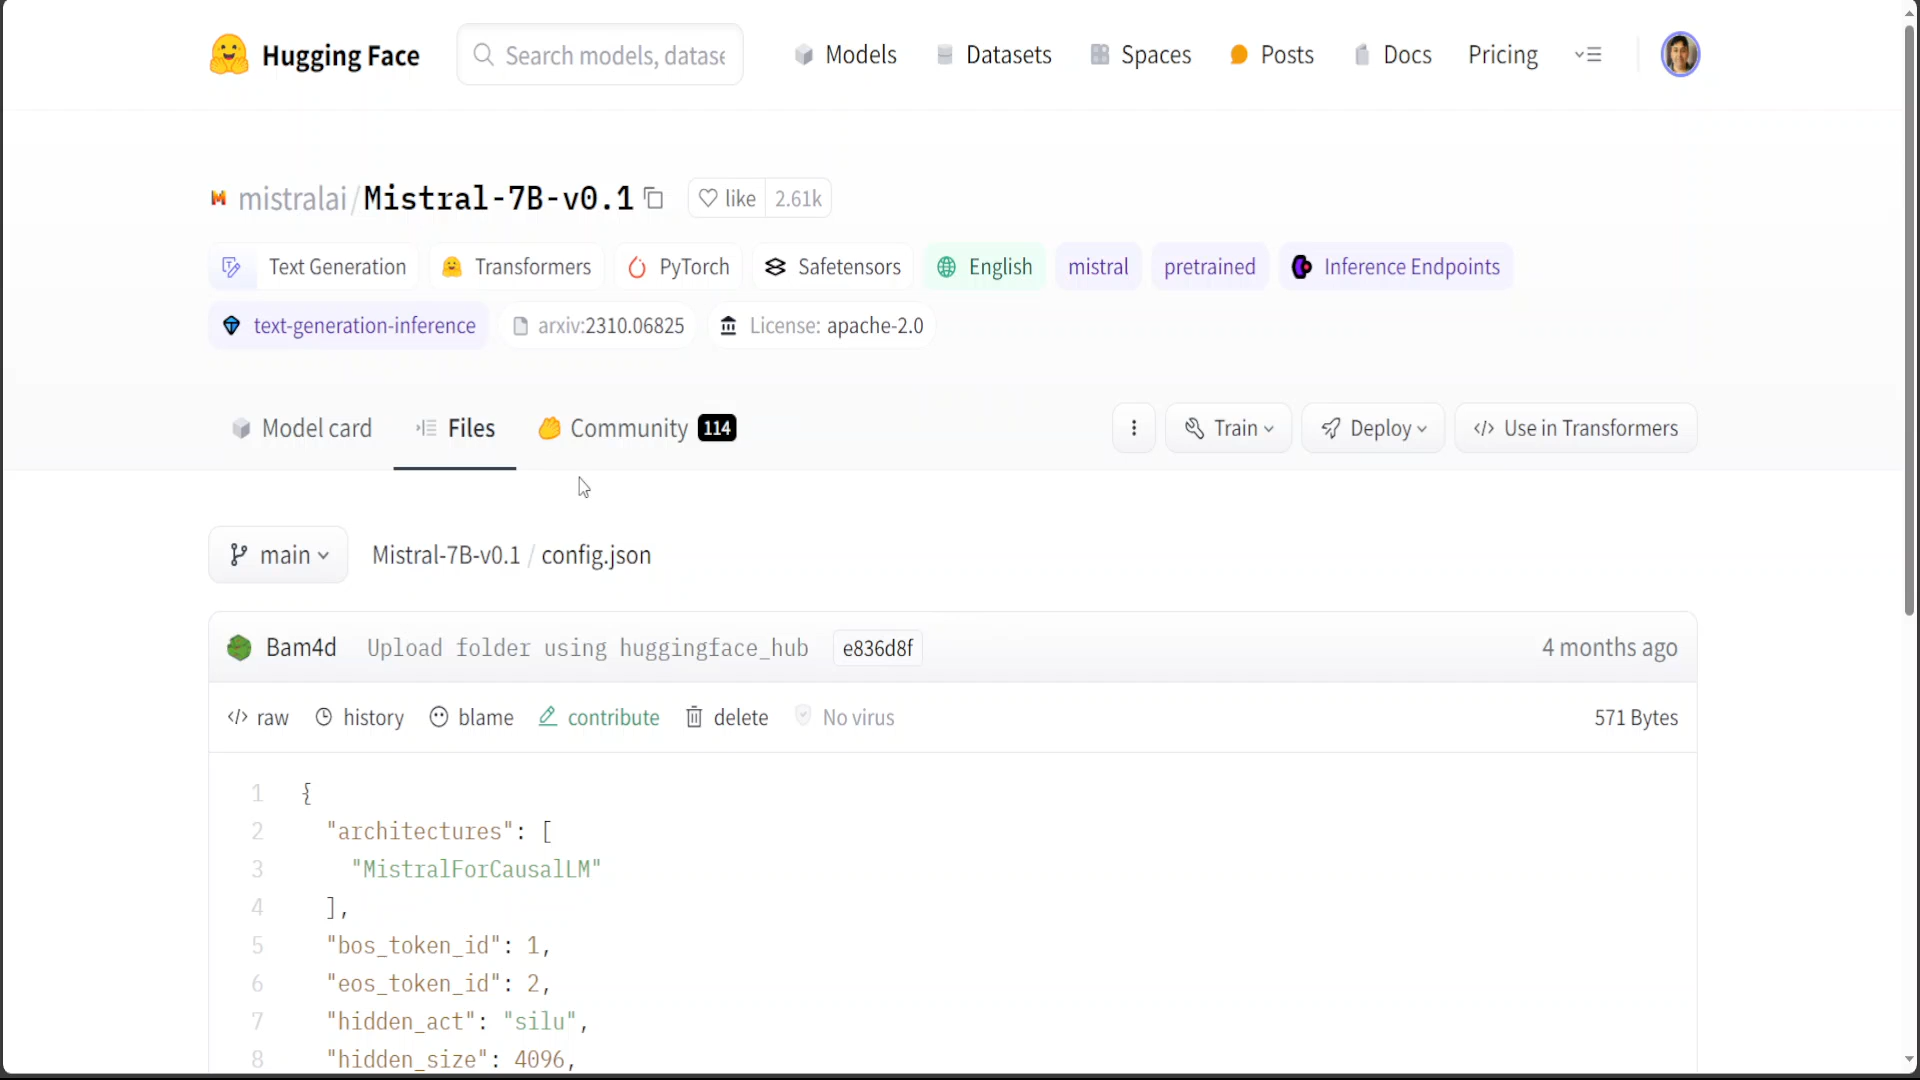 Hugging Face
Search models, datase
Models
Datasets
Spaces
Posts
Docs
Pricing
mistralai/Mistral-7B-v0.1
like 2.61k
Text Generation
Transformers
PyTorch
Safetensors
English
mistral
pretrained
Inference Endpoints
text-generation-inference
arxiv:2310.06825
License: apache-2.0
Model card
Files
Community 114
Train
Deploy
</> Use in Transformers
main
Mistral-7B-v0.1 / config.json
Bam4d Upload folder using huggingface_hub e836d8f 4 months ago
</> raw
history
blame
contribute
delete
No virus
571 Bytes
1 {
2 "architectures": [
3 "MistralForCausalLM"
4 ],
5 "bos_token_id": 1,
6 "eos_token_id": 2,
7 "hidden_act": "silu",
8 "hidden_size": 4096,